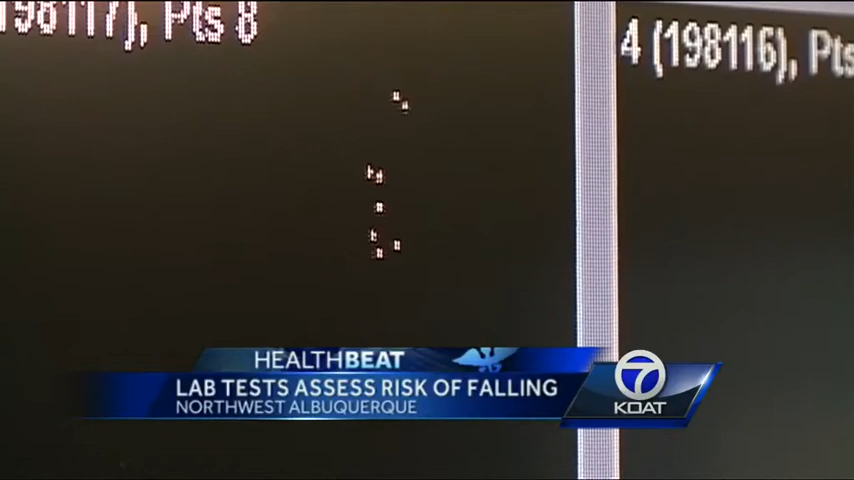 198117), Pts 8
4 (198116), Pts
HEALTHBEAT
LAB TESTS ASSESS RISK OF FALLING
NORTHWEST ALBUQUERQUE
7
KOAT